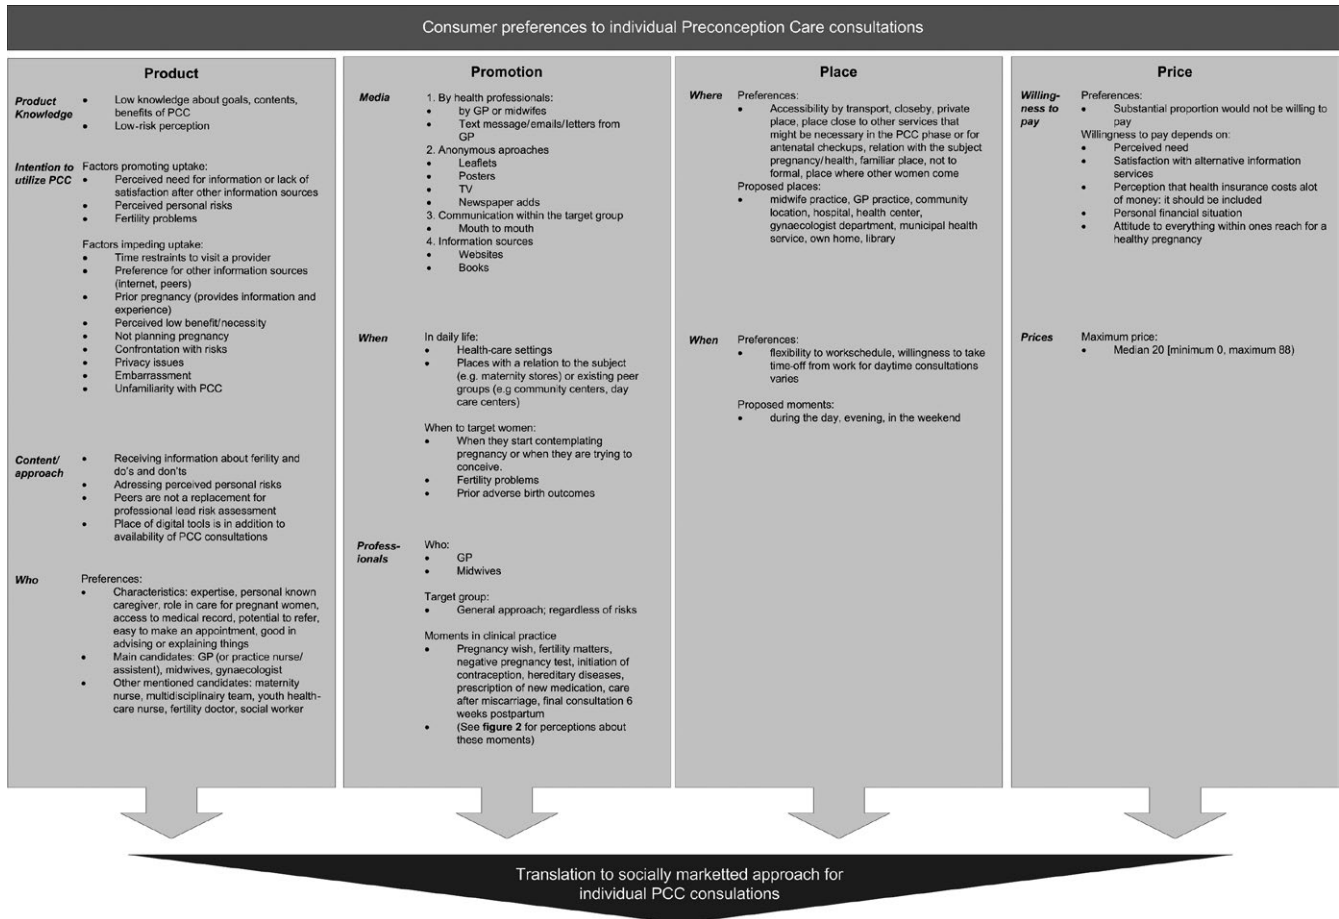 Consumer preferences to individual Preconception Care consultations
Product
Product
Knowledge
• Low knowledge about goals, contents,
benefits of PCC
• Low-risk perception
Intention to
utilize PCC
Factors promoting uptake:
• Perceived need for information or lack of
satisfaction after other information sources
• Perceived personal risks
• Fertility problems
Factors impeding uptake:
• Time restraints to visit a provider
• Preference for other information sources
(internet, peers)
• Prior pregnancy (provides information and
experience)
• Perceived low benefit/necessity
• Not planning pregnancy
• Confrontation with risks
• Privacy issues
• Embarrassment
• Unfamiliarity with PCC
Content/
approach
• Receiving information about ferility and
do's and don'ts
• Adressing perceived personal risks
• Peers are not a replacement for
professional lead risk assessment
• Place of digital tools is in addition to
availability of PCC consultations
Who
Preferences:
• Characteristics: expertise, personal known
caregiver, role in care for pregnant women,
access to medical record, potential to refer,
easy to make an appointment, good in
advising or explaining things
• Main candidates: GP (or practice nurse/
assistent), midwives, gynaecologist
• Other mentioned candidates: maternity
nurse, multidisciplinairy team, youth health-
care nurse, fertility doctor, social worker
Promotion
Media
1. By health professionals:
• by GP or midwifes
• Text message/emails/letters from
GP
2. Anonymous aproaches
• Leaflets
• Posters
• TV
• Newspaper adds
3. Communication within the target group
• Mouth to mouth
4. Information sources
• Websites
• Books
When
In daily life:
• Health-care settings
• Places with a relation to the subject
(e.g. maternity stores) or existing peer
groups (e.g community centers, day
care centers)
When to target women:
• When they start contemplating
pregnancy or when they are trying to
conceive.
• Fertility problems
• Prior adverse birth outcomes
Profess-
ionals
Who:
• GP
• Midwives
Target group:
• General approach; regardless of risks
Moments in clinical practice
• Pregnancy wish, fertility matters,
negative pregnancy test, initiation of
contraception, hereditary diseases,
prescription of new medication, care
after miscarriage, final consultation 6
weeks postpartum
• (See figure 2 for perceptions about
these moments)
Place
Where
Preferences:
• Accessibility by transport, closeby, private
place, place close to other services that
might be necessary in the PCC phase or for
antenatal checkups, relation with the subject
pregnancy/health, familiar place, not to
formal, place where other women come
Proposed places:
• midwife practice, GP practice, community
location, hospital, health center,
gynaecologist department, municipal health
service, own home, library
When
Preferences:
• flexibility to workschedule, willingness to take
time-off from work for daytime consultations
varies
Proposed moments:
• during the day, evening, in the weekend
Price
Willing-
ness to
pay
Preferences:
• Substantial proportion would not be willing to
pay
Willingness to pay depends on:
• Perceived need
• Satisfaction with alternative information
services
• Perception that health insurance costs alot
of money: it should be included
• Personal financial situation
• Attitude to everything within ones reach for a
healthy pregnancy
Prices
Maximum price:
• Median 20 [minimum 0, maximum 88)
Translation to socially marketted approach for
individual PCC consulations